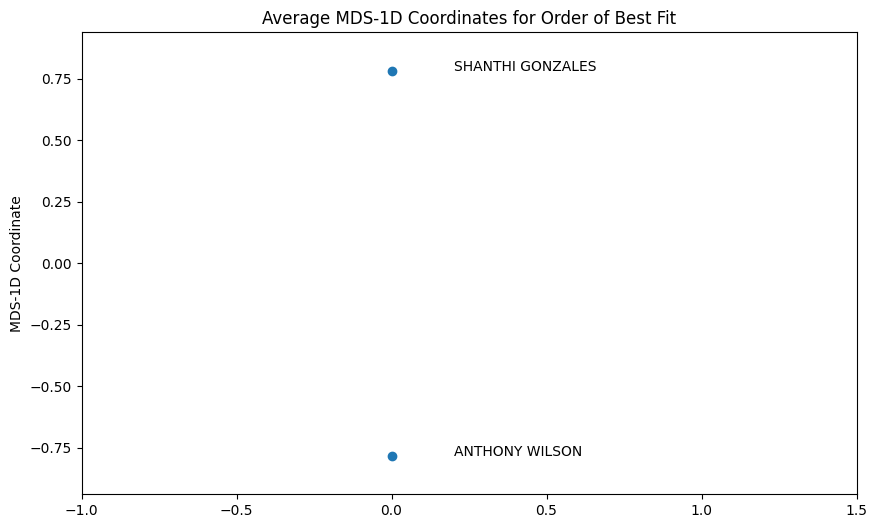 Average MDS-1D Coordinates for Order of Best Fit
SHANTHI GONZALES
0.75
0.50
0.25
0.00
−0.25
−0.50
−0.75
MDS-1D Coordinate
ANTHONY WILSON
−1.0 −0.5 0.0 0.5 1.0 1.5